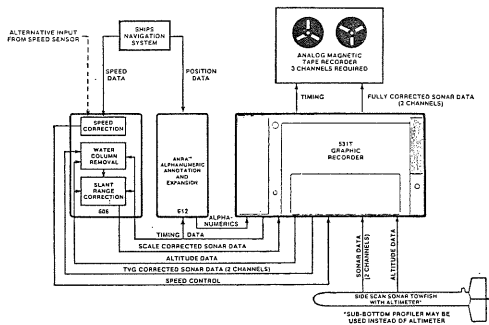 ALTERNATIVE INPUT
FROM SPEED SENSOR
SHIPS
NAVIGATION
SYSTEM
SPEED
DATA
POSITION
DATA
ANALOG MAGNETIC
TAPE RECORDER
3 CHANNELS REQUIRED
TIMING
FULLY CORRECTED SONAR DATA
(2 CHANNELS)
SPEED
CORRECTION
WATER
COLUMN
REMOVAL
SLANT
RANGE
CORRECTION
606
ANRA™
ALPHANUMERIC
ANNOTATION
AND
EXPANSION
612
531T
GRAPHIC
RECORDER
ALPHA-
NUMERICS
TIMING DATA
SCALE CORRECTED SONAR DATA
ALTITUDE DATA
TVG CORRECTED SONAR DATA (2 CHANNELS)
SPEED CONTROL
SONAR DATA
(2 CHANNELS)
ALTITUDE DATA
SIDE SCAN SONAR TOWFISH
WITH ALTIMETER*
*SUB-BOTTOM PROFILER MAY BE
USED INSTEAD OF ALTIMETER